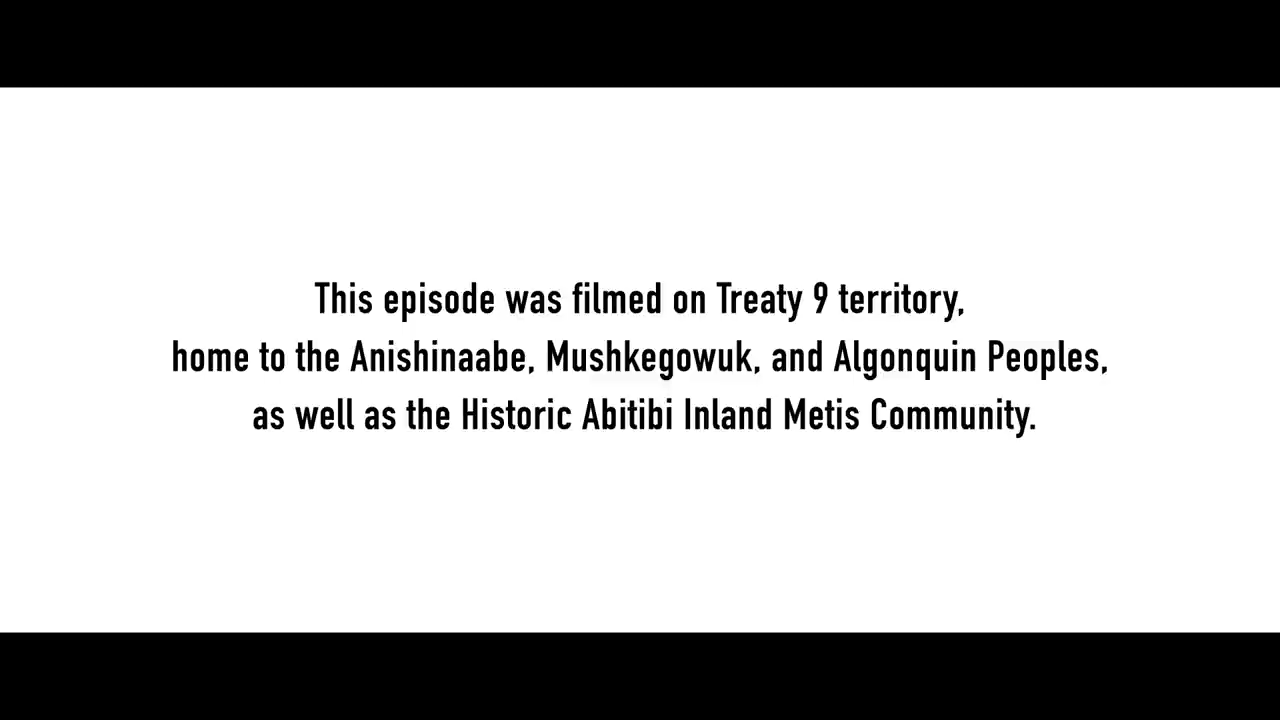 This episode was filmed on Treaty 9 territory,
home to the Anishinaabe, Mushkegowuk, and Algonquin Peoples,
as well as the Historic Abitibi Inland Metis Community.